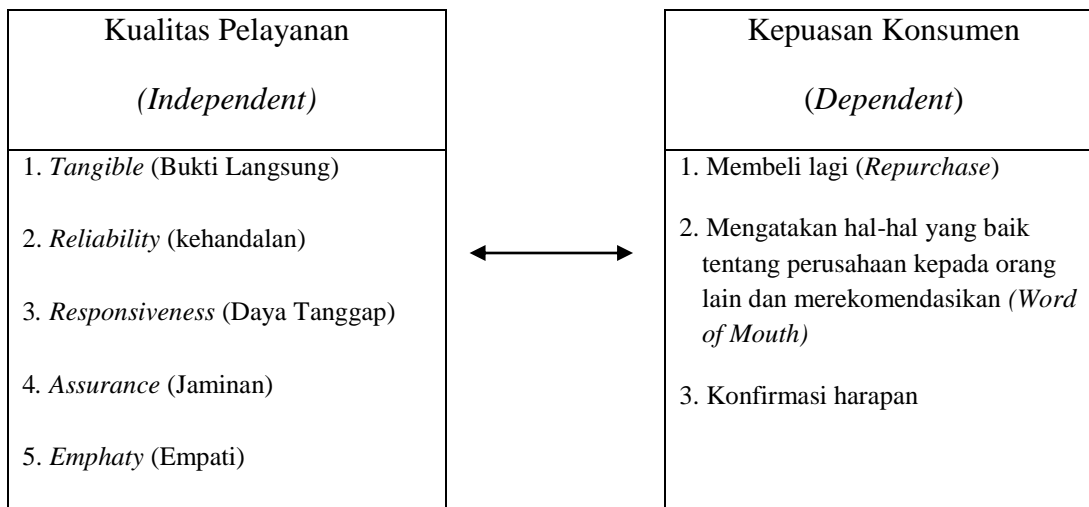 Kualitas Pelayanan
(Independent)
1. Tangible (Bukti Langsung)
2. Reliability (kehandalan)
3. Responsiveness (Daya Tanggap)
4. Assurance (Jaminan)
5. Emphaty (Empati)
Kepuasan Konsumen
(Dependent)
1. Membeli lagi (Repurchase)
2. Mengatakan hal-hal yang baik
tentang perusahaan kepada orang
lain dan merekomendasikan (Word
of Mouth)
3. Konfirmasi harapan